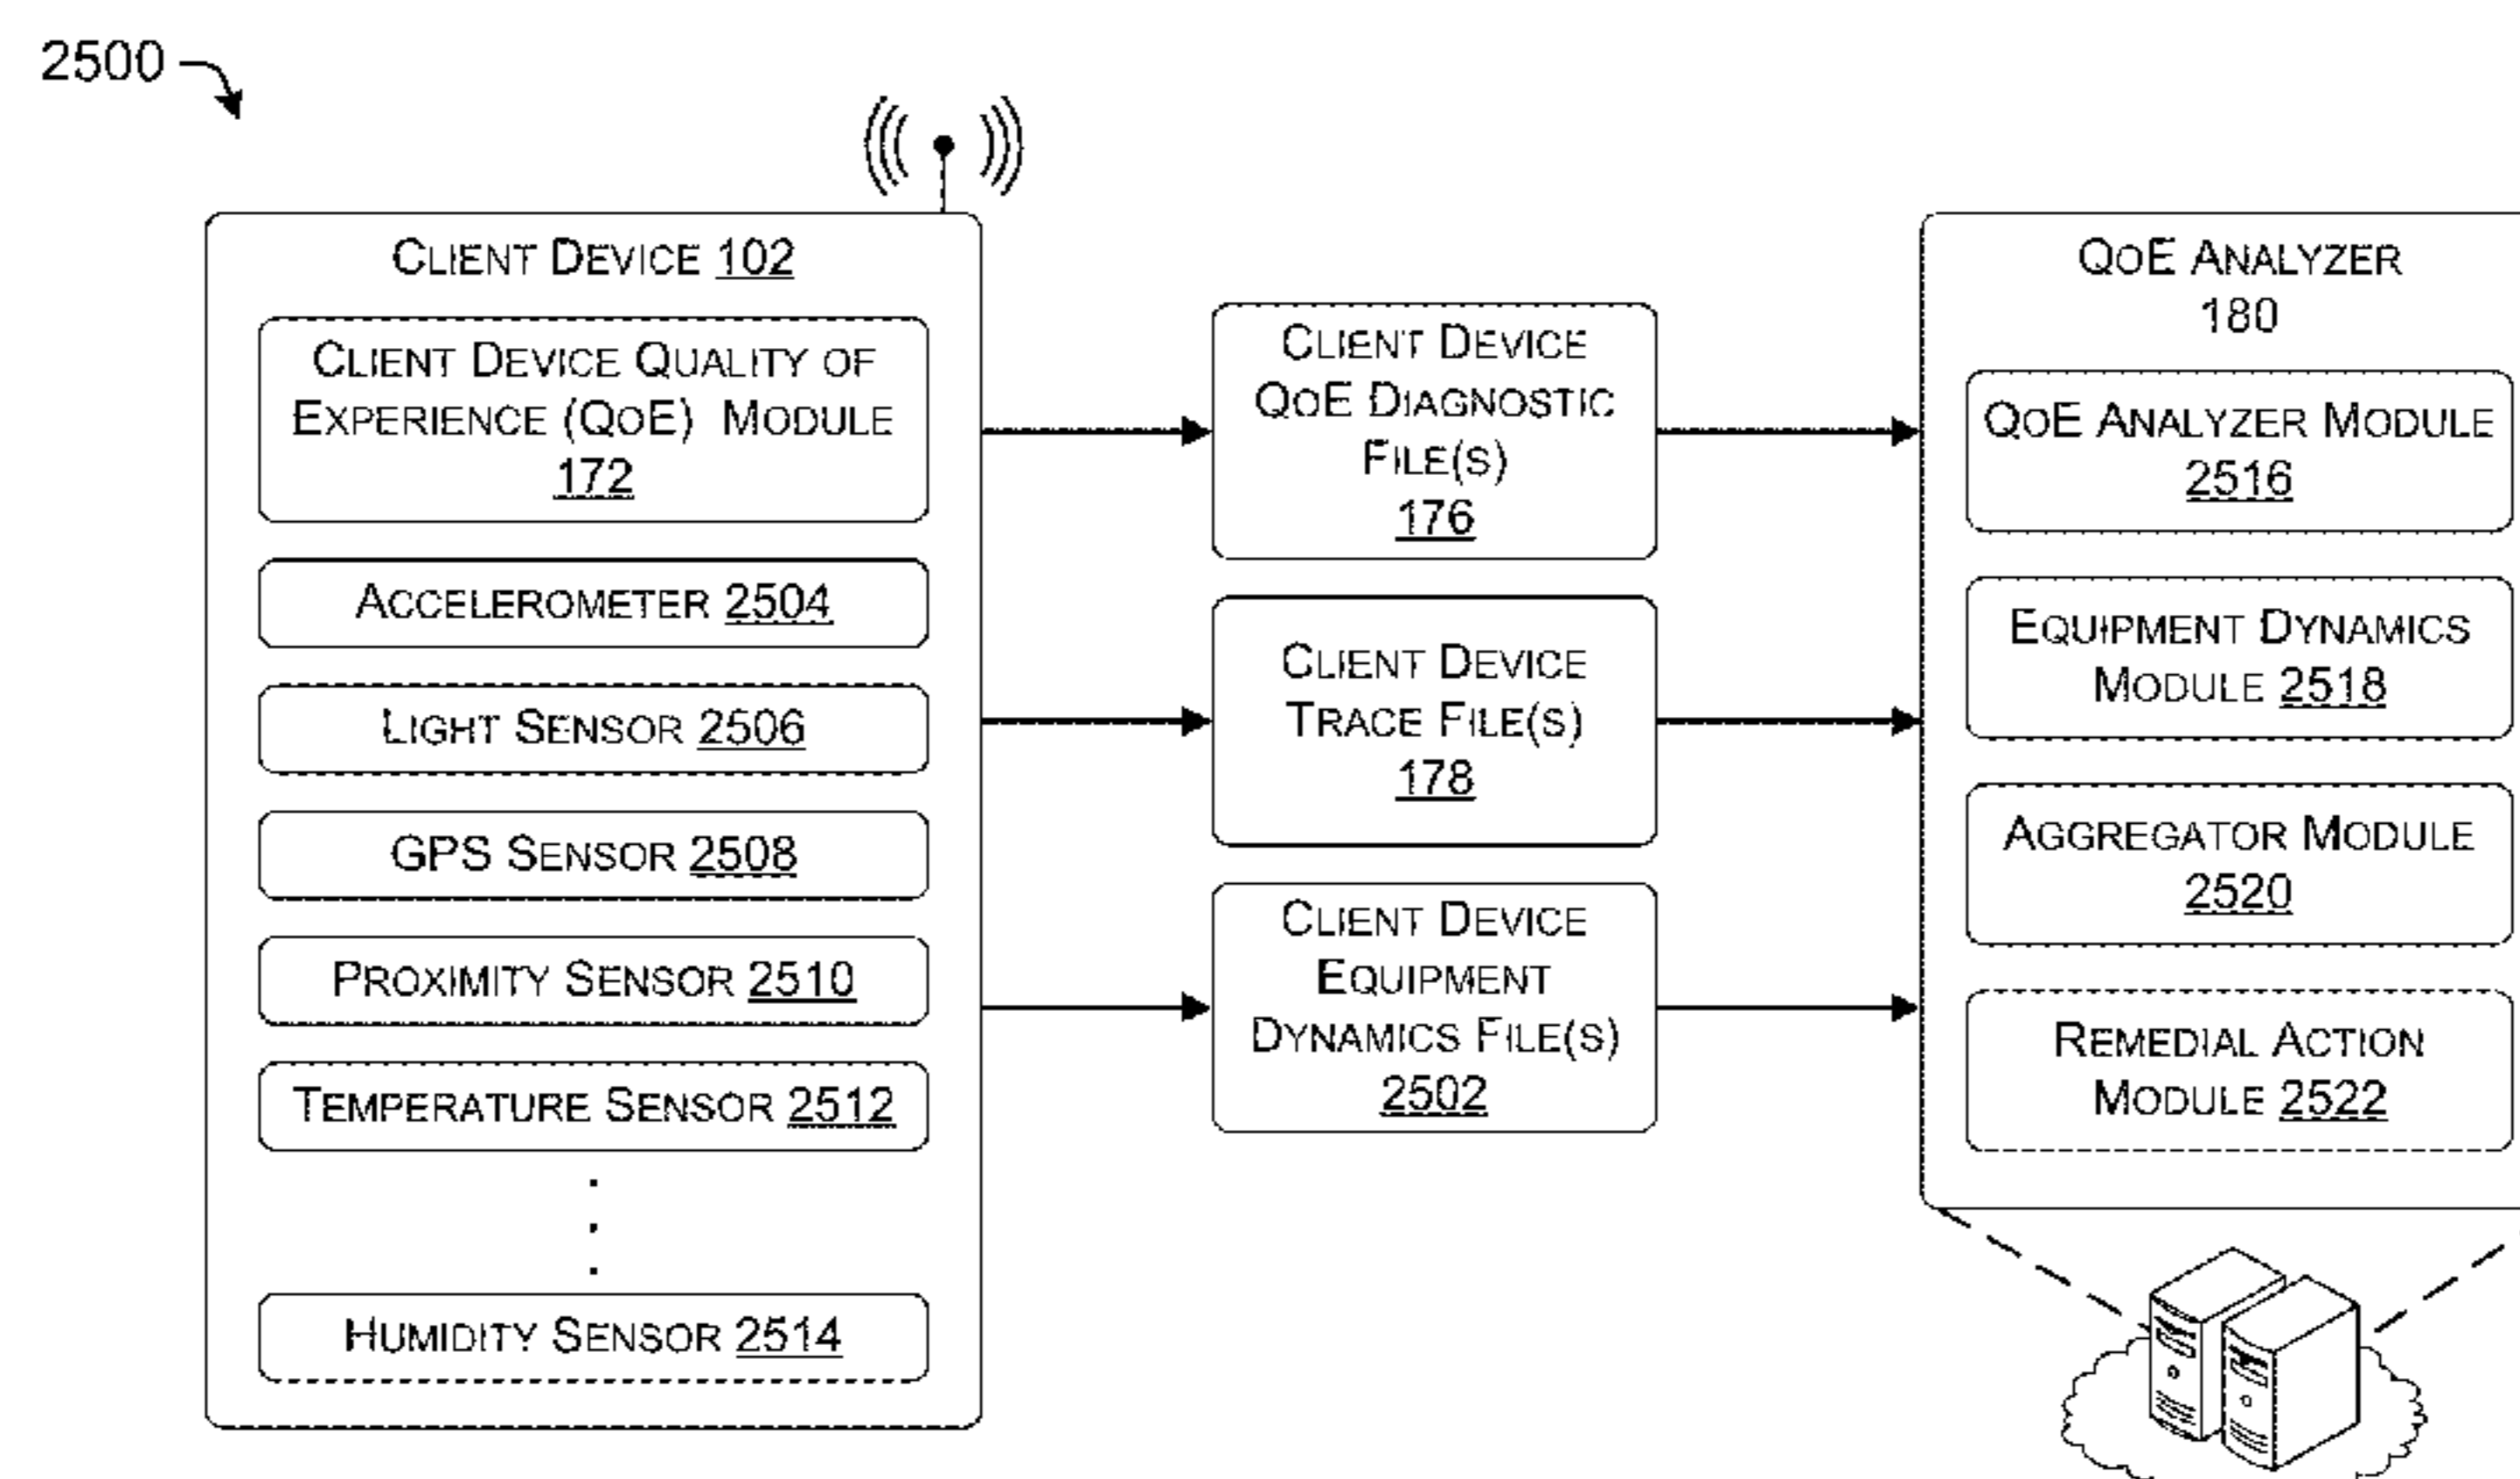 2500
CLIENT DEVICE 102
CLIENT DEVICE QUALITY OF
EXPERIENCE (QOE) MODULE
172
ACCELEROMETER 2504
LIGHT SENSOR 2506
GPS SENSOR 2508
PROXIMITY SENSOR 2510
TEMPERATURE SENSOR 2512
HUMIDITY SENSOR 2514
CLIENT DEVICE
QOE DIAGNOSTIC
FILE(S)
176
CLIENT DEVICE
TRACE FILE(S)
178
CLIENT DEVICE
EQUIPMENT
DYNAMICS FILE(S)
2502
QOE ANALYZER
180
QOE ANALYZER MODULE
2516
EQUIPMENT DYNAMICS
MODULE 2518
AGGREGATOR MODULE
2520
REMEDIAL ACTION
MODULE 2522